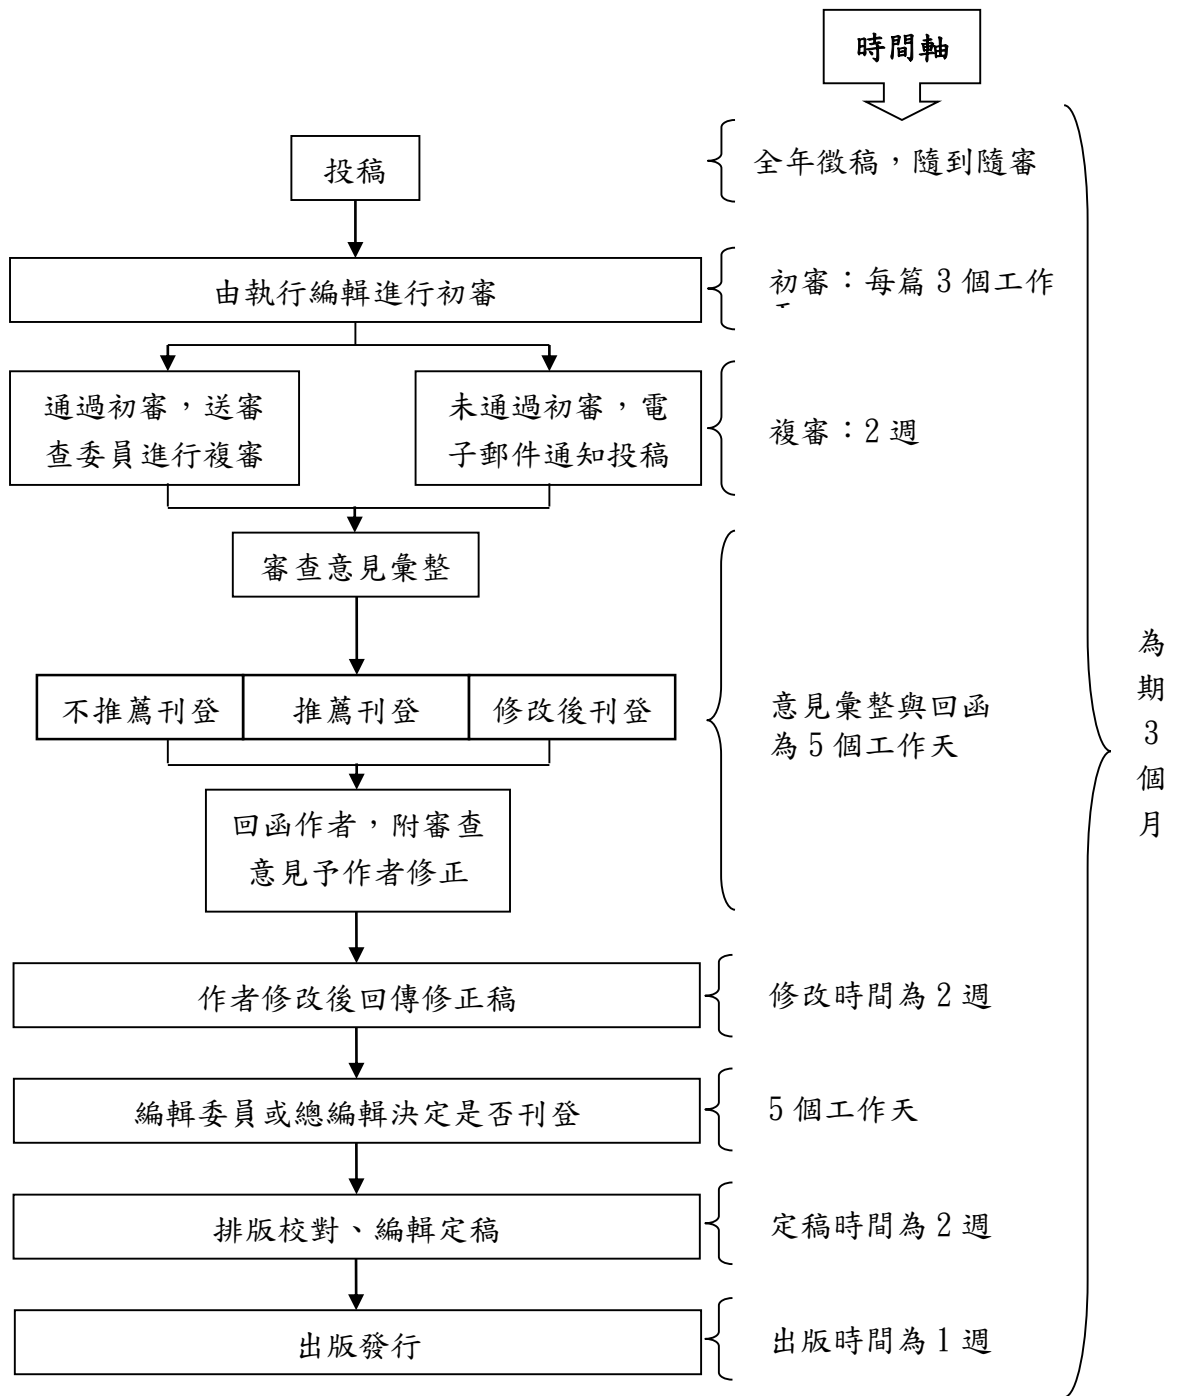 時間軸
投稿
全年徵稿，隨到隨審
由執行編輯進行初審
初審：每篇 3 個工作
通過初審，送審
查委員進行複審
未通過初審，電
子郵件通知投稿
複審：2 週
審查意見彙整
不推薦刊登
推薦刊登
修改後刊登
意見彙整與回函
為 5 個工作天
回函作者，附審查
意見予作者修正
作者修改後回傳修正稿
修改時間為 2 週
編輯委員或總編輯決定是否刊登
5 個工作天
排版校對、編輯定稿
定稿時間為 2 週
出版發行
出版時間為 1 週
為
期
3
個
月